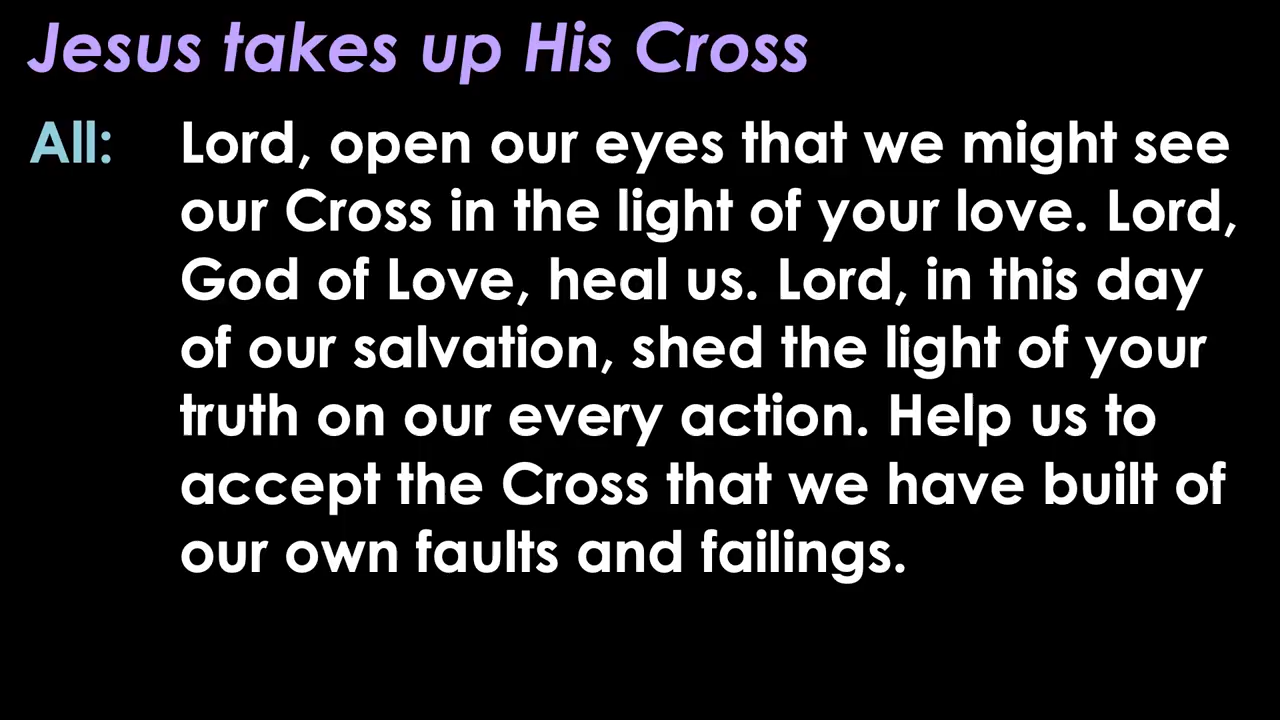 Jesus takes up His Cross
All: Lord, open our eyes that we might see
our Cross in the light of your love. Lord,
God of Love, heal us. Lord, in this day
of our salvation, shed the light of your
truth on our every action. Help us to
accept the Cross that we have built of
our own faults and failings.